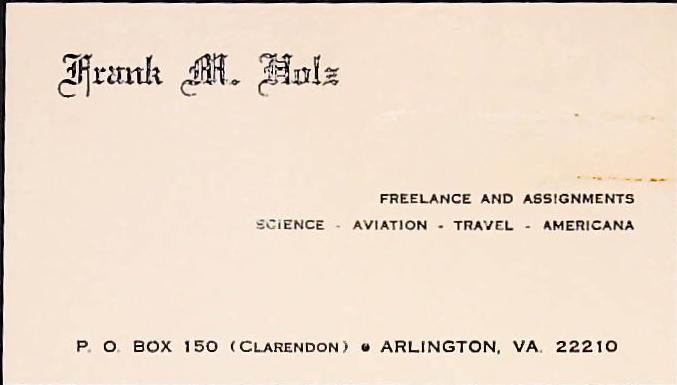 Frank M. Holz
FREELANCE AND ASSIGNMENTS
SCIENCE - AVIATION - TRAVEL - AMERICANA
P. O. BOX 150 (CLARENDON) • ARLINGTON, VA. 22210